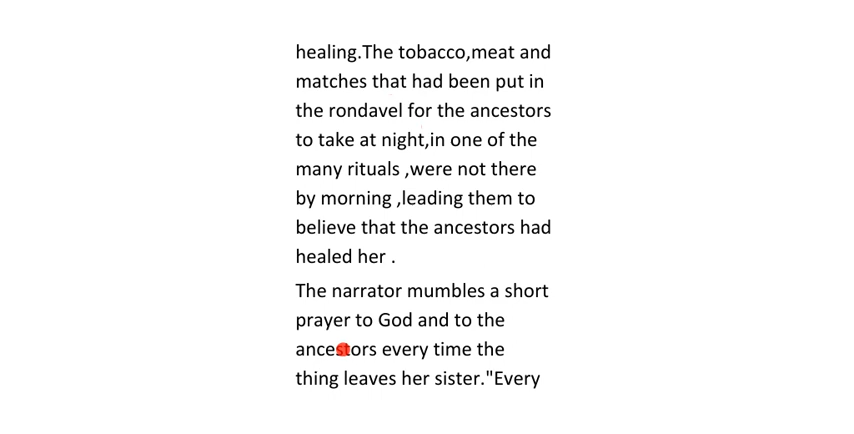 healing.The tobacco,meat and
matches that had been put in
the rondavel for the ancestors
to take at night,in one of the
many rituals ,were not there
by morning ,leading them to
believe that the ancestors had
healed her .
The narrator mumbles a short
prayer to God and to the
ancestors every time the
thing leaves her sister."Every